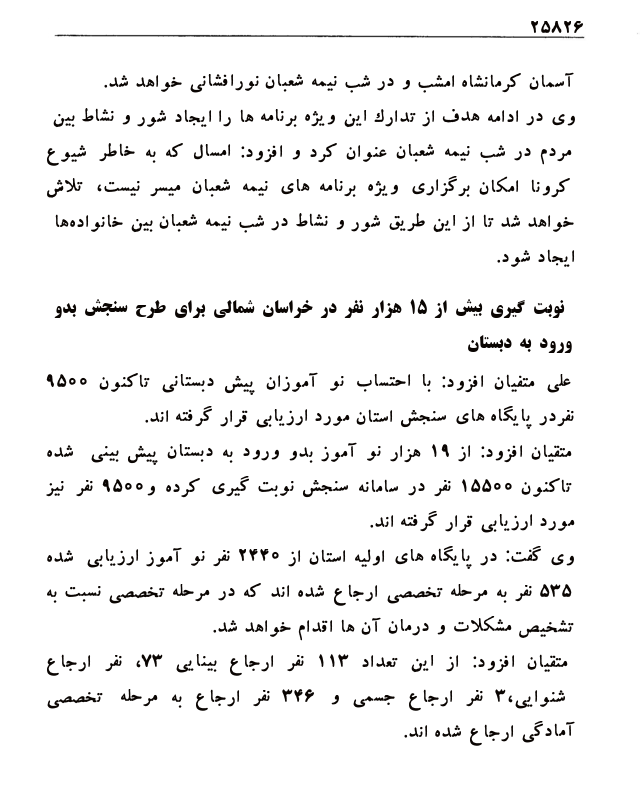 ۲۵۸۲۶
آسمان کرمانشاه امشب و در شب نیمه شعبان نورافشانی خواهد شد.
وی در ادامه هدف از تدارك این ویژه برنامه ها را ایجاد شور و نشاط بین
مردم در شب نیمه شعبان عنوان کرد و افزود: امسال که به خاطر شیوع
کرونا امکان برگزاری ویژه برنامه های نیمه شعبان میسر نیست، تلاش
خواهد شد تا از این طریق شور و نشاط در شب نیمه شعبان بین خانواده‌ها
ایجاد شود.
نوبت گیری بیش از ۱۵ هزار نفر در خراسان شمالی برای طرح سنجش بدو
ورود به دبستان
علی متفیان افزود: با احتساب نو آموزان پیش دبستانی تاکنون ۹۵۰۰
نفردر پایگاه های سنجش استان مورد ارزیابی قرار گرفته اند.
متقیان افزود: از ۱۹ هزار نو آموز بدو ورود به دبستان پیش بینی شده
تاکنون ۱۵۵۰۰ نفر در سامانه سنجش نوبت گیری کرده و۹۵۰۰ نفر نیز
مورد ارزیابی قرار گرفته اند.
وی گفت: در پایگاه های اولیه استان از ۲۴۴۰ نفر نو آموز ارزیابی شده
۵۳۵ نفر به مرحله تخصصی ارجاع شده اند که در مرحله تخصصی نسبت به
تشخیص مشکلات و درمان آن ها اقدام خواهد شد.
متقیان افزود: از این تعداد ۱۱۳ نفر ارجاع بینایی ۷۳، نفر ارجاع
شنوایی،۳ نفر ارجاع جسمی و ۳۴۶ نفر ارجاع به مرحله تخصصی
آمادگی ارجاع شده اند.